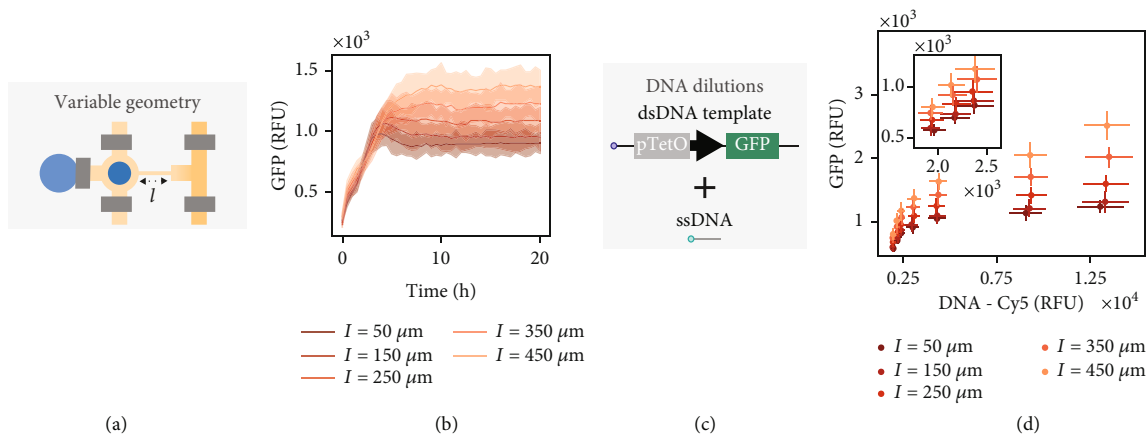 Variable geometry
l
(a)
×10³
1.5
1.0
0.5
GFP (RFU)
0
10
20
Time (h)
I = 50 μm
I = 150 μm
I = 250 μm
I = 350 μm
I = 450 μm
(b)
DNA dilutions
dsDNA template
pTetO
GFP
+
ssDNA
(c)
×10³
3
2
1
GFP (RFU)
×10³
1.0
0.5
2.0
2.5
×10³
0.25
0.75
1.25
DNA - Cy5 (RFU)
×10⁴
I = 50 μm
I = 150 μm
I = 250 μm
I = 350 μm
I = 450 μm
(d)